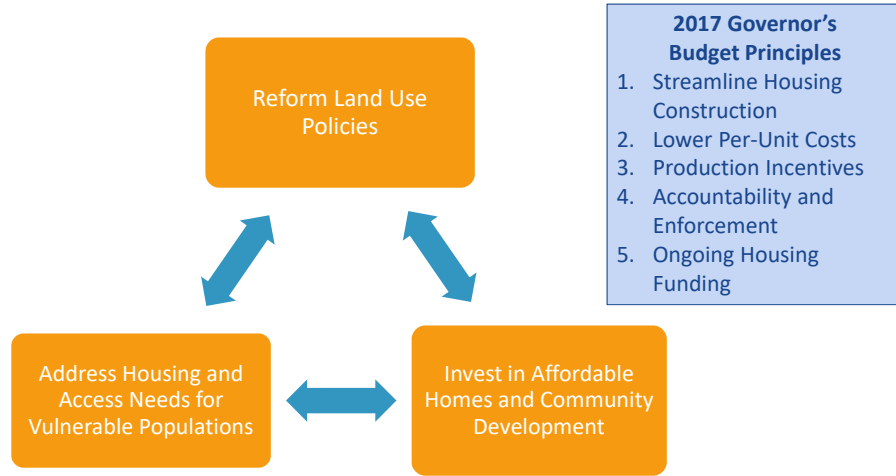 Reform Land Use
Policies
2017 Governor’s
Budget Principles
1. Streamline Housing
Construction
2. Lower Per-Unit Costs
3. Production Incentives
4. Accountability and
Enforcement
5. Ongoing Housing
Funding
Address Housing and
Access Needs for
Vulnerable Populations
Invest in Affordable
Homes and Community
Development